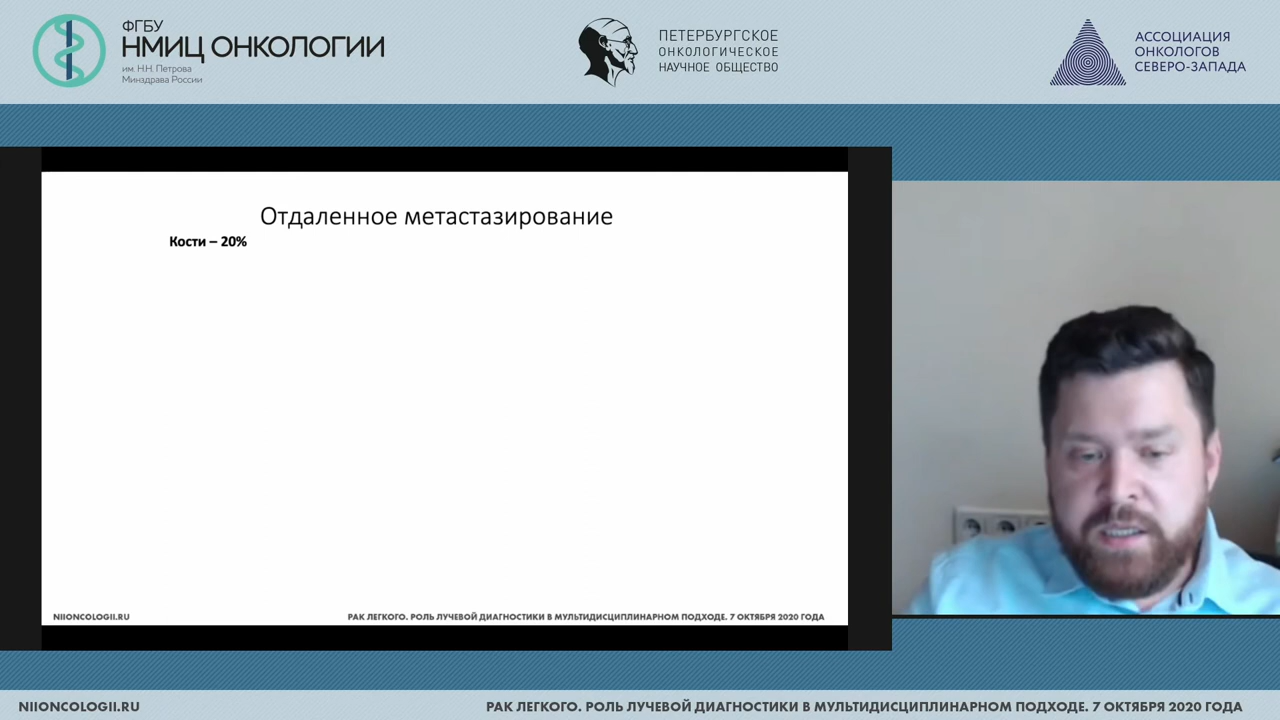 ФГБУ
НМИЦ ОНКОЛОГИИ
им. Н.Н. Петрова
Минздрава России
ПЕТЕРБУРГСКОЕ
ОНКОЛОГИЧЕСКОЕ
НАУЧНОЕ ОБЩЕСТВО
АССОЦИАЦИЯ
ОНКОЛОГОВ
СЕВЕРО-ЗАПАДА
Отдаленное метастазирование
Кости – 20%
NIIONCOLOGII.RU
РАК ЛЕГКОГО. РОЛЬ ЛУЧЕВОЙ ДИАГНОСТИКИ В МУЛЬТИДИСЦИПЛИНАРНОМ ПОДХОДЕ. 7 ОКТЯБРЯ 2020 ГОДА
NIIONCOLOGII.RU
РАК ЛЕГКОГО. РОЛЬ ЛУЧЕВОЙ ДИАГНОСТИКИ В МУЛЬТИДИСЦИПЛИНАРНОМ ПОДХОДЕ. 7 ОКТЯБРЯ 2020 ГОДА